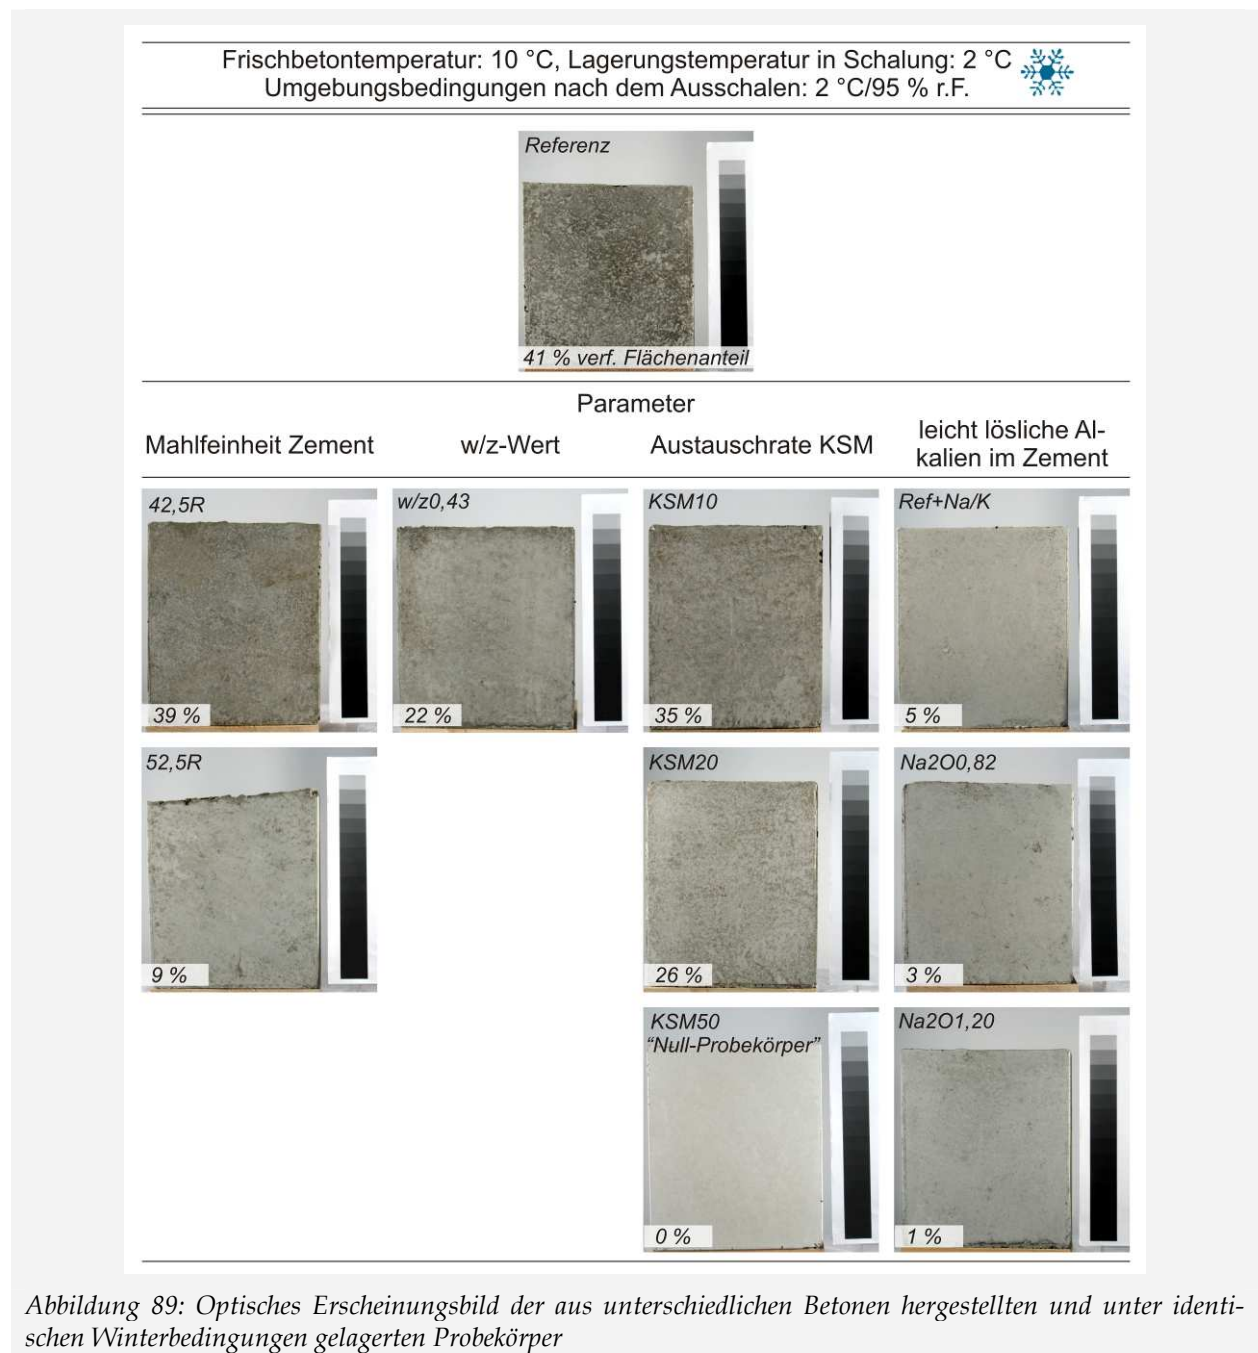 Frischbetontemperatur: 10 °C, Lagerungstemperatur in Schalung: 2 °C
Umgebungsbedingungen nach dem Ausschalen: 2 °C/95 % r.F.
Referenz
41 % verf. Flächenanteil
Parameter
Mahlfeinheit Zement
w/z-Wert
Austauschrate KSM
leicht lösliche Al-
kalien im Zement
42,5R
39 %
w/z0,43
22 %
KSM10
35 %
Ref+Na/K
5 %
52,5R
9 %
KSM20
26 %
Na2O0,82
3 %
KSM50
“Null-Probekörper”
0 %
Na2O1,20
1 %
Abbildung 89: Optisches Erscheinungsbild der aus unterschiedlichen Betonen hergestellten und unter identi-
schen Winterbedingungen gelagerten Probekörper